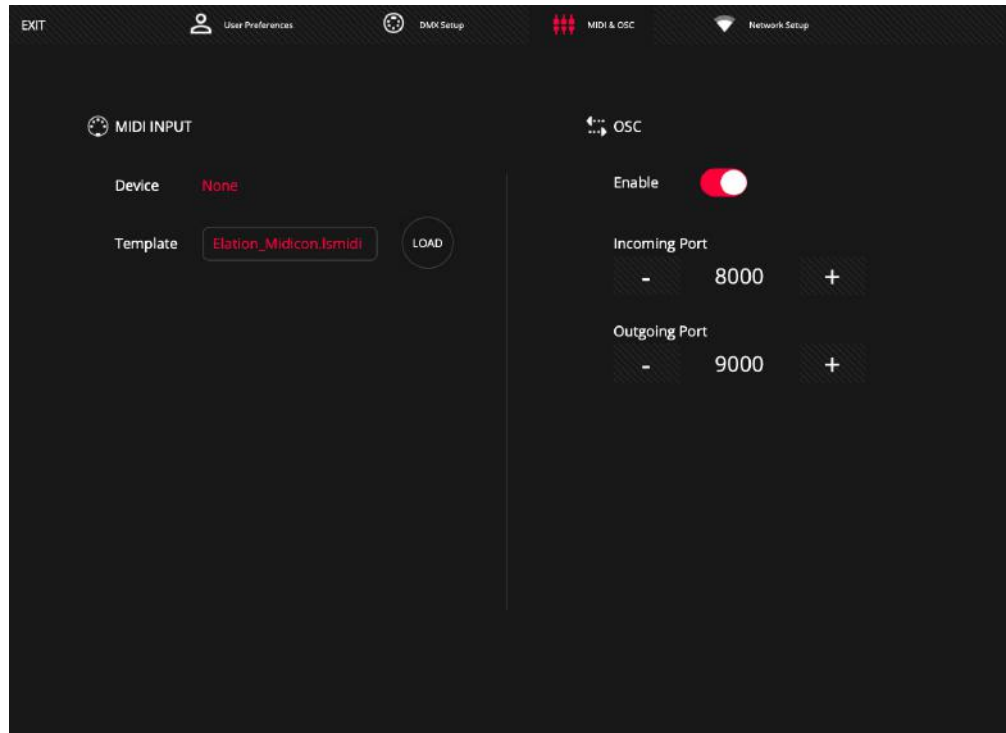 EXIT
User Preferences
DMX Setup
MIDI & OSC
Network Setup
MIDI INPUT
Device None
Template Elation_Midicon.lsmidi LOAD
OSC
Enable
Incoming Port
- 8000 +
Outgoing Port
- 9000 +